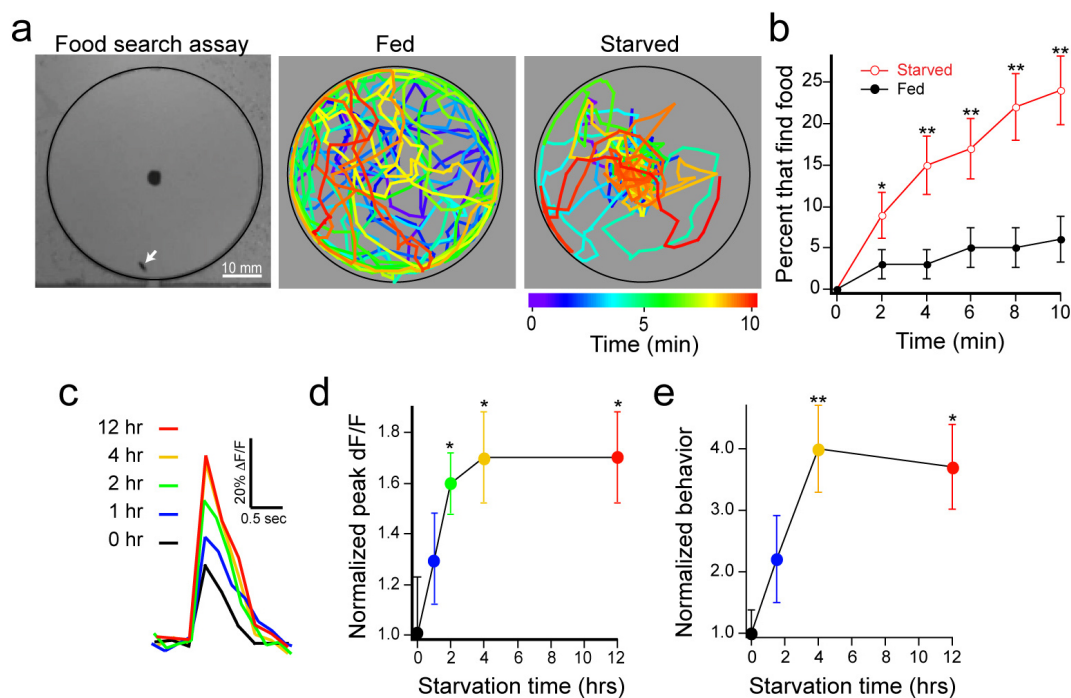 a
Food search assay
Fed
Starved
10 mm
0
5
10
Time (min)
b
Percent that find food
25
20
15
10
5
0
Starved
Fed
*
**
**
**
**
0
2
4
6
8
10
Time (min)
c
12 hr
4 hr
2 hr
1 hr
0 hr
20% ΔF/F
0.5 sec
d
Normalized peak dF/F
1.8
1.6
1.4
1.2
1.0
*
*
*
0
2
4
6
8
10
12
Starvation time (hrs)
e
Normalized behavior
4.0
3.0
2.0
1.0
**
*
0
2
4
6
8
10
12
Starvation time (hrs)